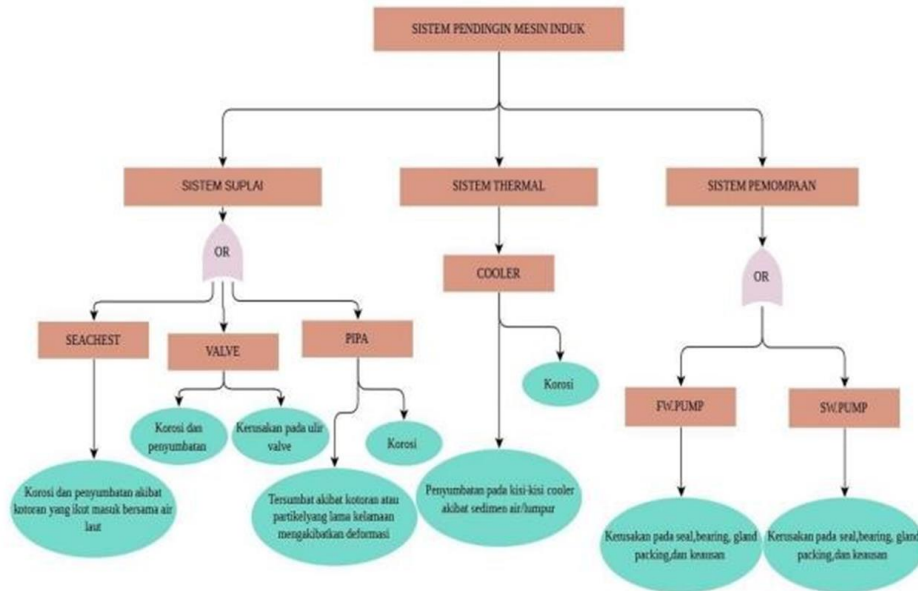 SISTEM PENDINGIN MESIN INDUK
SISTEM SUPLAI
SISTEM THERMAL
SISTEM PEMOMPAAN
OR
COOLER
OR
SEACHEST
VALVE
PIPA
Korosi
FW.PUMP
SW.PUMP
Korosi dan
penyumbatan
Kerusakan pada ulir
valve
Korosi
Korosi dan penyumbatan akibat
kotoran yang ikut masuk bersama air
laut
Tersumbat akibat kotoran atau
partikelyang lama kelamaan
mengakibatkan deformasi
Penyumbatan pada kisi-kisi cooler
akibat sedimen air/lumpur
Kerusakan pada seal,bearing, gland
packing,dan keausan
Kerusakan pada seal,bearing, gland
packing,dan keausan